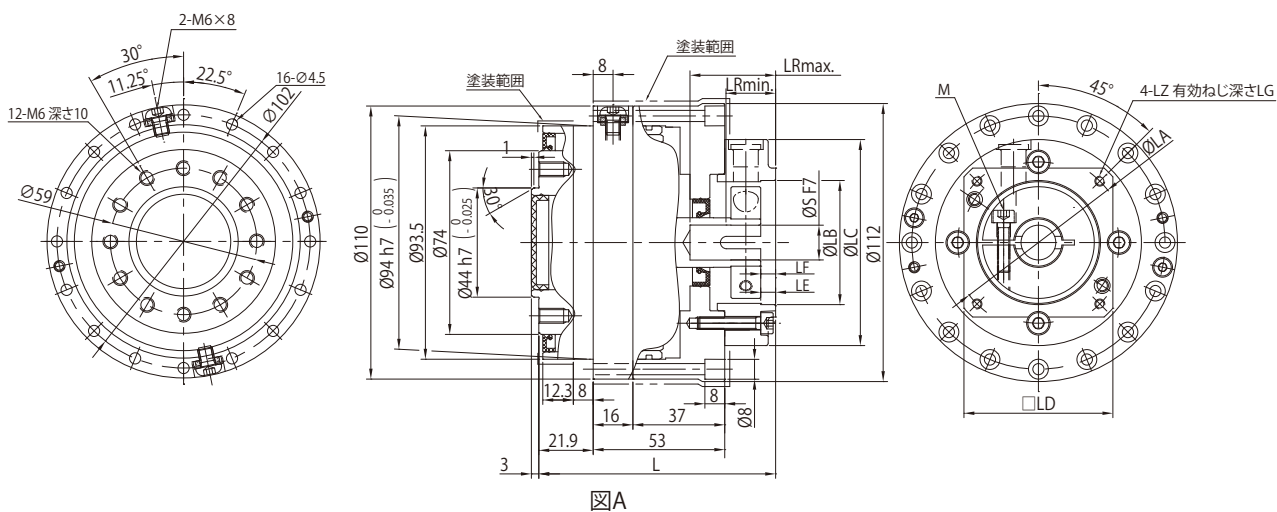 2-M6×8
30°
11.25°
22.5°
16-Ø4.5
Ø102
12-M6 深さ10
Ø59
塗装範囲
塗装範囲
8
LRmax.
LRmin.
1
30°
Ø110
Ø94 h7 ( 0 -0.035 )
Ø93.5
Ø74
Ø44 h7 ( 0 -0.025 )
ØS F7
ØLB
ØLC
Ø112
LF
LE
12.3
8
8
Ø8
16
37
21.9
53
3
L
M
45°
4-LZ 有効ねじ深さLG
ØLA
□LD
図A